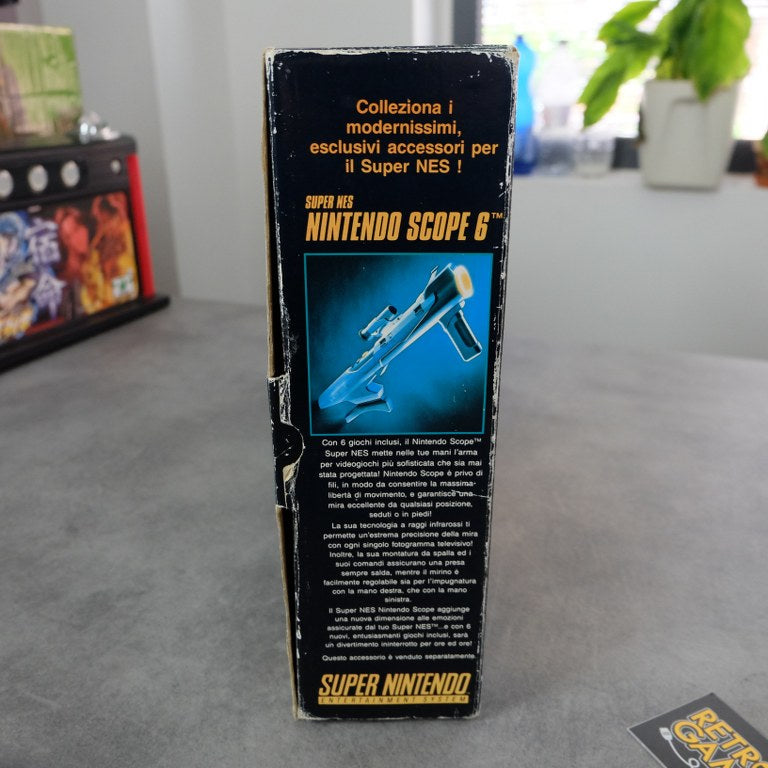 Colleziona i
modernissimi,
esclusivi accessori per
il Super NES !
SUPER NES
NINTENDO SCOPE 6™
Con 6 giochi inclusi, il Nintendo Scope™
Super NES mette nelle tue mani l'arma
per videogiochi più sofisticata che sia mai
stata progettata! Nintendo Scope è privo di
fili, in modo da consentire la massima
libertà di movimento, e garantisce una
mira eccellente da qualsiasi posizione,
seduti o in piedi!
La sua tecnologia a raggi infrarossi ti
permette un'estrema precisione della mira
con ogni singolo fotogramma televisivo!
Inoltre, la sua montatura da spalla ed i
suoi comandi assicurano una presa
sempre salda, mentre il mirino è
facilmente regolabile sia per l'impugnatura
con la mano destra, che con la mano
sinistra.
Il Super NES Nintendo Scope aggiunge
una nuova dimensione alle emozioni
assicurate dal tuo Super NES™...e con 6
nuovi, entusiasmanti giochi inclusi, sarà
un divertimento ininterrotto per ore ed ore!
Questo accessorio è venduto separatamente.
SUPER NINTENDO
ENTERTAINMENT SYSTEM
宿命
RETRO